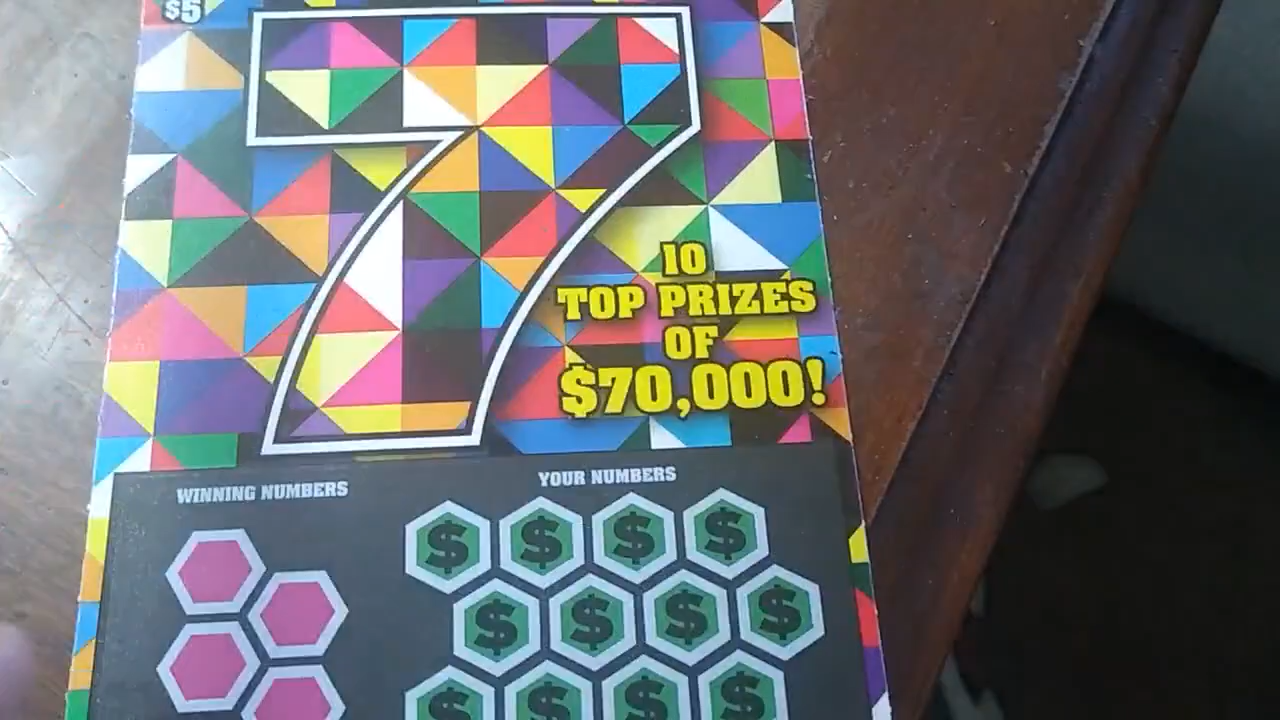 $5
7
10
TOP PRIZES
OF
$70,000!
WINNING NUMBERS
YOUR NUMBERS
$ $ $ $
$ $ $ $
$ $ $ $